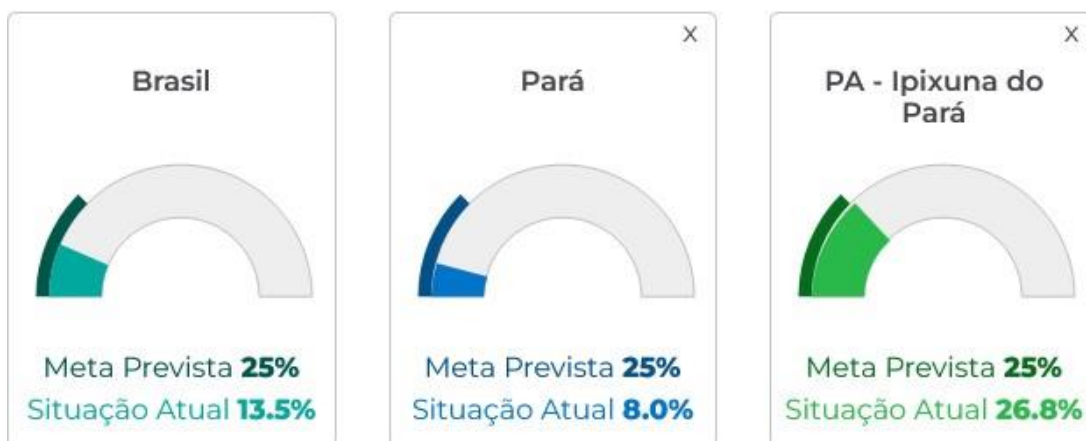 Brasil
Meta Prevista 25%
Situação Atual 13.5%
X
Pará
Meta Prevista 25%
Situação Atual 8.0%
X
PA - Ipixuna do
Pará
Meta Prevista 25%
Situação Atual 26.8%